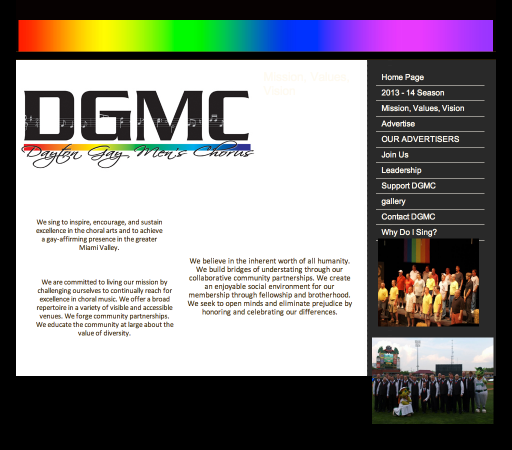 Mission, Values,
Vision
DGMC
Dayton Gay Men's Chorus
We sing to inspire, encourage, and sustain
excellence in the choral arts and to achieve
a gay-affirming presence in the greater
Miami Valley.
We are committed to living our mission by
challenging ourselves to continually reach for
excellence in choral music. We offer a broad
repertoire in a variety of visible and accessible
venues. We forge community partnerships.
We educate the community at large about the
value of diversity.
We believe in the inherent worth of all humanity.
We build bridges of understating through our
collaborative community partnerships. We create
an enjoyable social environment for our
membership through fellowship and brotherhood.
We seek to open minds and eliminate prejudice by
honoring and celebrating our differences.
Home Page
2013 - 14 Season
Mission, Values, Vision
Advertise
OUR ADVERTISERS
Join Us
Leadership
Support DGMC
gallery
Contact DGMC
Why Do I Sing?